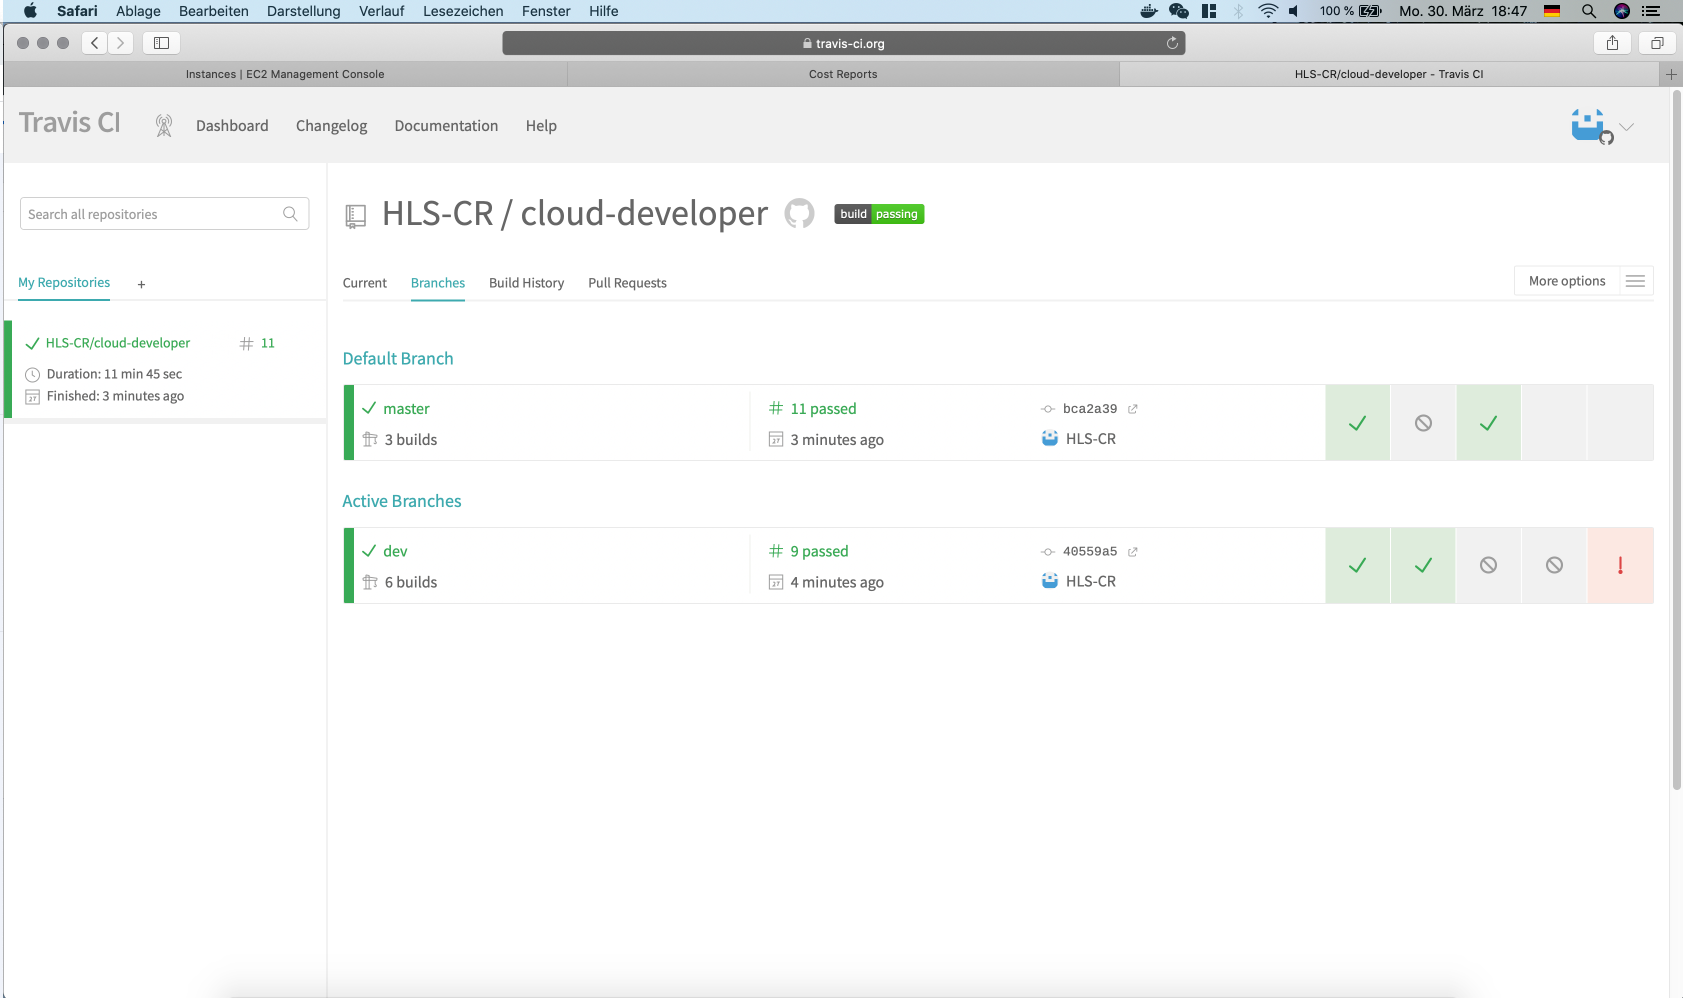 Safari Ablage Bearbeiten Darstellung Verlauf Lesezeichen Fenster Hilfe 100 % Mo. 30. März 18:47
travis-ci.org
Instances | EC2 Management Console Cost Reports HLS-CR/cloud-developer - Travis CI
Travis CI Dashboard Changelog Documentation Help
Search all repositories
My Repositories +
HLS-CR/cloud-developer # 11
Duration: 11 min 45 sec
Finished: 3 minutes ago
HLS-CR / cloud-developer build passing
Current Branches Build History Pull Requests More options
Default Branch
master # 11 passed bca2a39
3 builds 27 3 minutes ago HLS-CR
Active Branches
dev # 9 passed 40559a5
6 builds 27 4 minutes ago HLS-CR